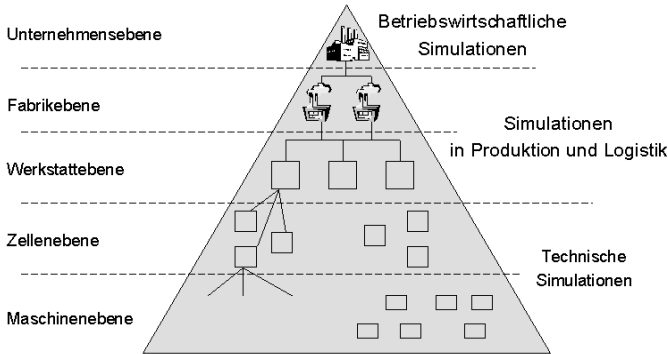 Unternehmensebene
Betriebswirtschaftliche
Simulationen
Fabrikebene
Simulationen
in Produktion und Logistik
Werkstattebene
Zellenebene
Technische
Simulationen
Maschinenebene